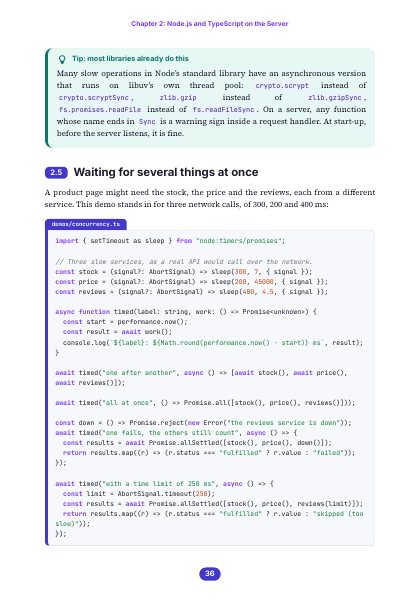 Chapter 2: Node.js and TypeScript on the Server
Tip: most libraries already do this
Many slow operations in Node's standard library have an asynchronous version
that runs on libuv's own thread pool: crypto.scrypt instead of
crypto.scryptSync, zlib.gzip instead of zlib.gzipSync,
fs.promises.readFile instead of fs.readFileSync. On a server, any function
whose name ends in Sync is a warning sign inside a request handler. At start-up,
before the server listens, it is fine.
2.5 Waiting for several things at once
A product page might need the stock, the price and the reviews, each from a different
service. This demo stands in for three network calls, of 300, 200 and 400 ms:
demos/concurrency.ts
import { setTimeout as sleep } from "node:timers/promises";
// Three slow services, as a real API would call over the network.
const stock = (signal?: AbortSignal) => sleep(300, 7, { signal });
const price = (signal?: AbortSignal) => sleep(200, 45000, { signal });
const reviews = (signal?: AbortSignal) => sleep(400, 4.5, { signal });
async function timed(label: string, work: () => Promise<unknown>) {
  const start = performance.now();
  const result = await work();
  console.log(`${label}: ${Math.round(performance.now() - start)} ms`, result);
}
await timed("one after another", async () => [await stock(), await price(),
await reviews()]);
await timed("all at once", () => Promise.all([stock(), price(), reviews()]));
const down = () => Promise.reject(new Error("the reviews service is down"));
await timed("one fails, the others still count", async () => {
  const results = await Promise.allSettled([stock(), price(), down()]);
  return results.map((r) => (r.status === "fulfilled" ? r.value : "failed"));
});
await timed("with a time limit of 250 ms", async () => {
  const limit = AbortSignal.timeout(250);
  const results = await Promise.allSettled([stock(), price(), reviews(limit)]);
  return results.map((r) => (r.status === "fulfilled" ? r.value : "skipped (too
slow)"));
});
36